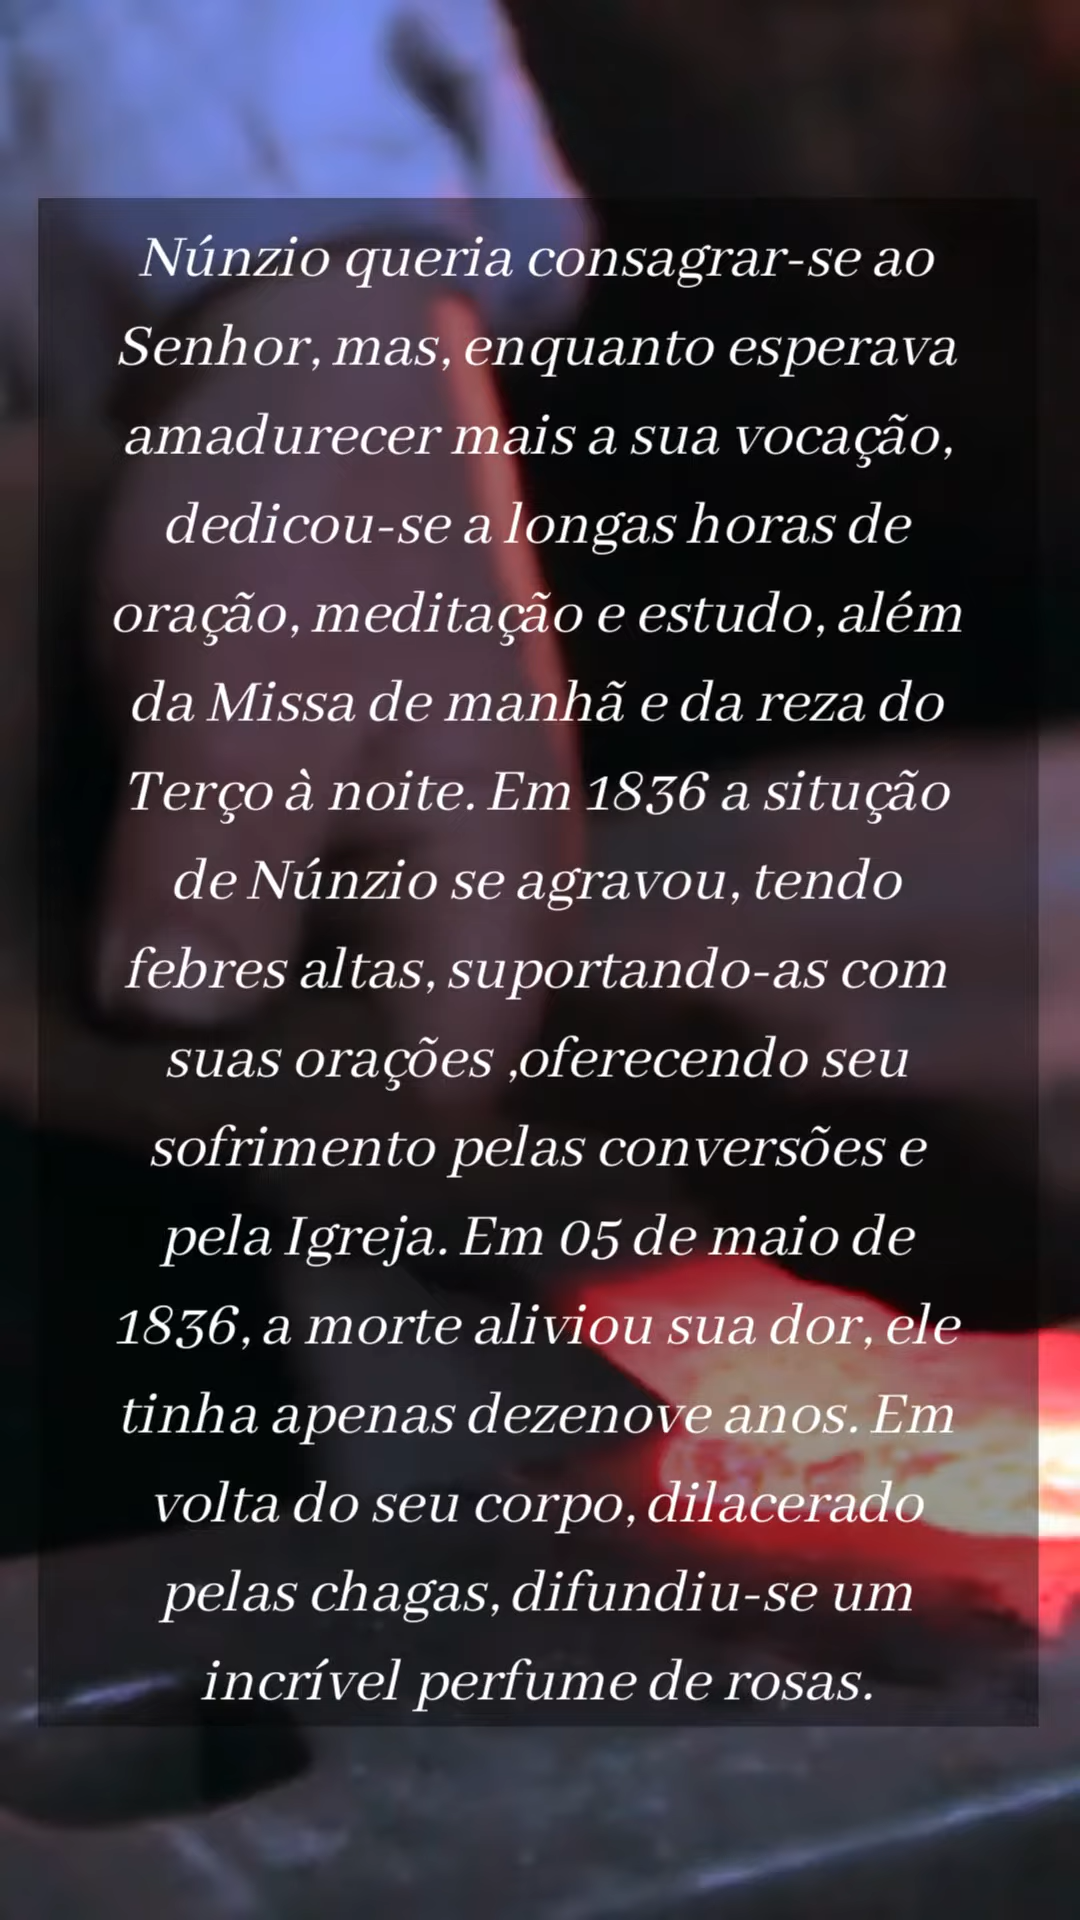 Núnzio queria consagrar-se ao
Senhor, mas, enquanto esperava
amadurecer mais a sua vocação,
dedicou-se a longas horas de
oração, meditação e estudo, além
da Missa de manhã e da reza do
Terço à noite. Em 1836 a situção
de Núnzio se agravou, tendo
febres altas, suportando-as com
suas orações ,oferecendo seu
sofrimento pelas conversões e
pela Igreja. Em 05 de maio de
1836, a morte aliviou sua dor, ele
tinha apenas dezenove anos. Em
volta do seu corpo, dilacerado
pelas chagas, difundiu-se um
incrível perfume de rosas.